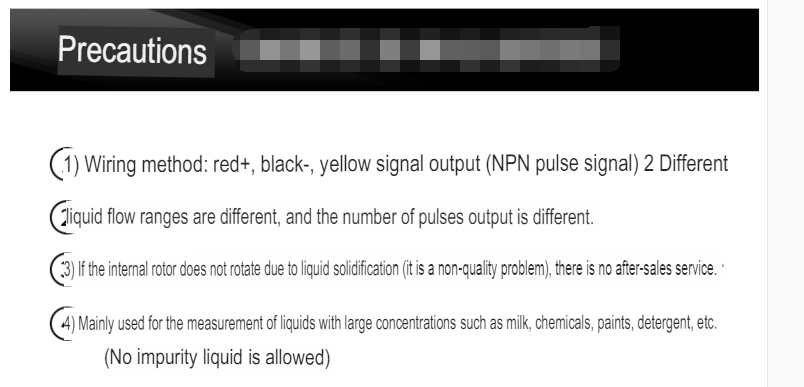 Precautions
(1) Wiring method: red+, black-, yellow signal output (NPN pulse signal) 2 Different
liquid flow ranges are different, and the number of pulses output is different.
(3) If the internal rotor does not rotate due to liquid solidification (it is a non-quality problem), there is no after-sales service.
(4) Mainly used for the measurement of liquids with large concentrations such as milk, chemicals, paints, detergent, etc.
(No impurity liquid is allowed)